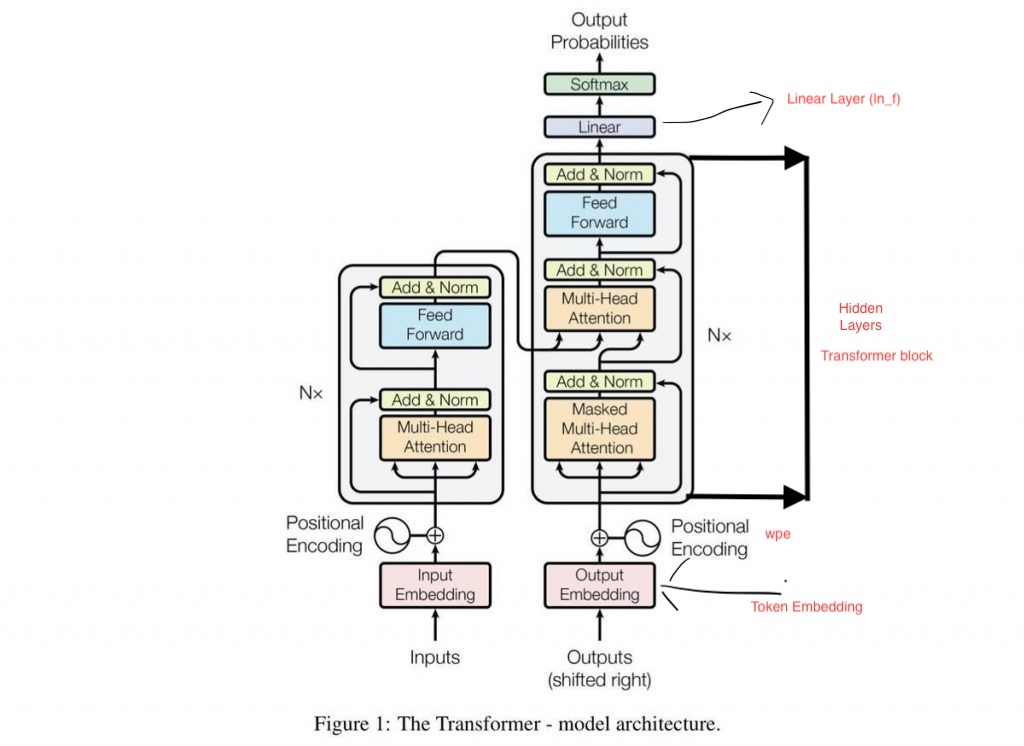 Output
Probabilities
Softmax
Linear
Linear Layer (ln_f)
Add & Norm
Feed
Forward
Add & Norm
Multi-Head
Attention
Nx
Add & Norm
Masked
Multi-Head
Attention
Hidden
Layers
Transformer block
Add & Norm
Feed
Forward
Nx
Add & Norm
Multi-Head
Attention
Positional
Encoding
Positional
Encoding
wpe
Input
Embedding
Output
Embedding
Token Embedding
Inputs
Outputs
(shifted right)
Figure 1: The Transformer - model architecture.